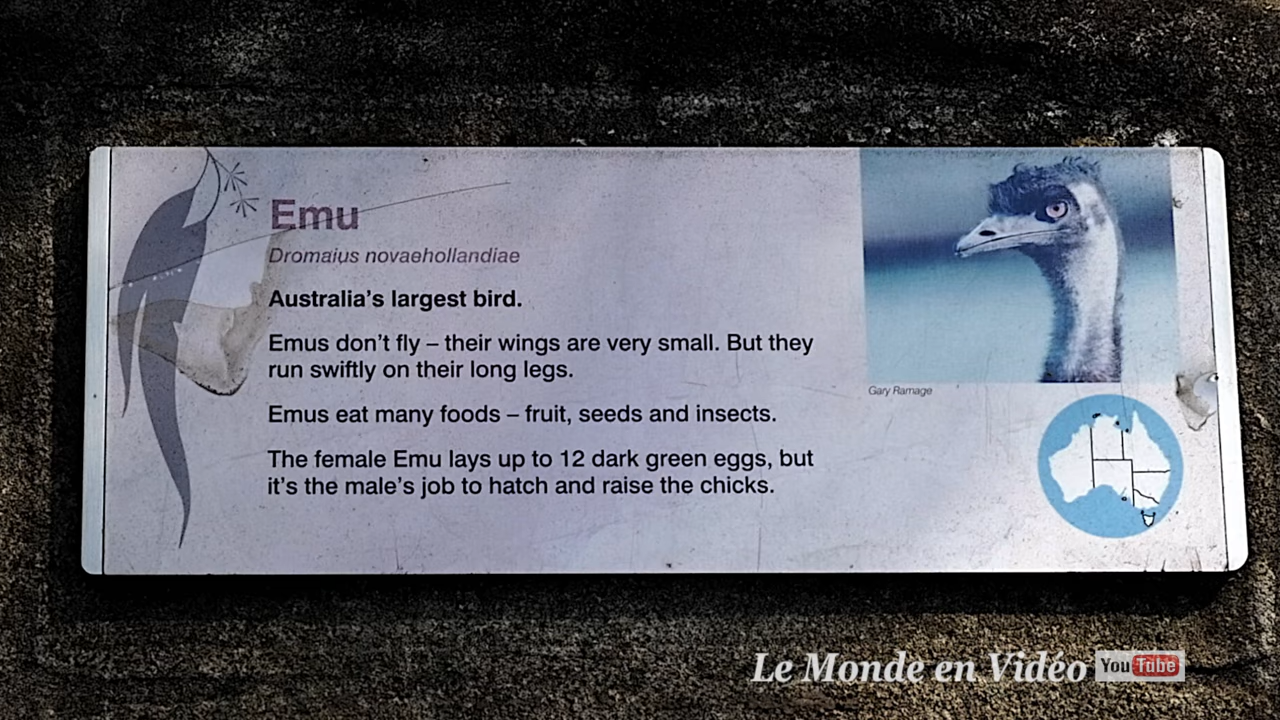 Emu
Dromaius novaehollandiae
Australia's largest bird.
Emus don't fly – their wings are very small. But they
run swiftly on their long legs.
Emus eat many foods – fruit, seeds and insects.
The female Emu lays up to 12 dark green eggs, but
it's the male's job to hatch and raise the chicks.
Gary Ramage
Le Monde en Vidéo YouTube